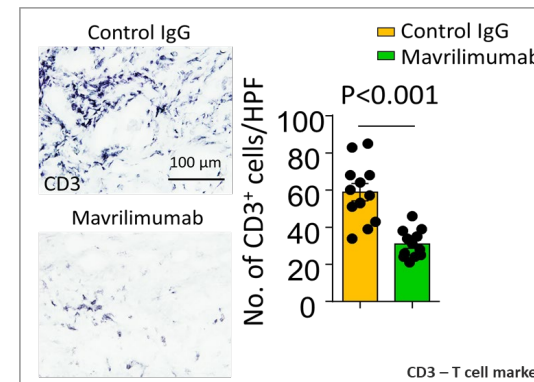 Control IgG
CD3
100 µm
Mavrilimumab
Control IgG
Mavrilimumab
P<0.001
No. of CD3⁺ cells/HPF
100
80
60
40
20
0
CD3 – T cell marke